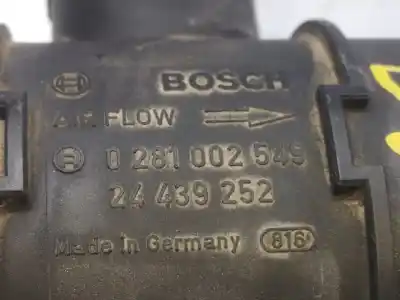 BOSCH
AIR FLOW
B 0 281 002 549
24 439 252
Made in Germany 816